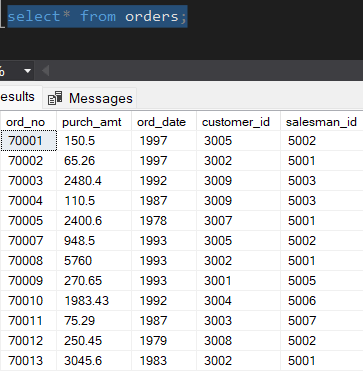 select* from orders;
%
esults Messages
ord_no purch_amt ord_date customer_id salesman_id
70001 150.5 1997 3005 5002
70002 65.26 1997 3002 5001
70003 2480.4 1992 3009 5003
70004 110.5 1987 3009 5003
70005 2400.6 1978 3007 5001
70007 948.5 1993 3005 5002
70008 5760 1993 3002 5001
70009 270.65 1993 3001 5005
70010 1983.43 1992 3004 5006
70011 75.29 1987 3003 5007
70012 250.45 1979 3008 5002
70013 3045.6 1983 3002 5001